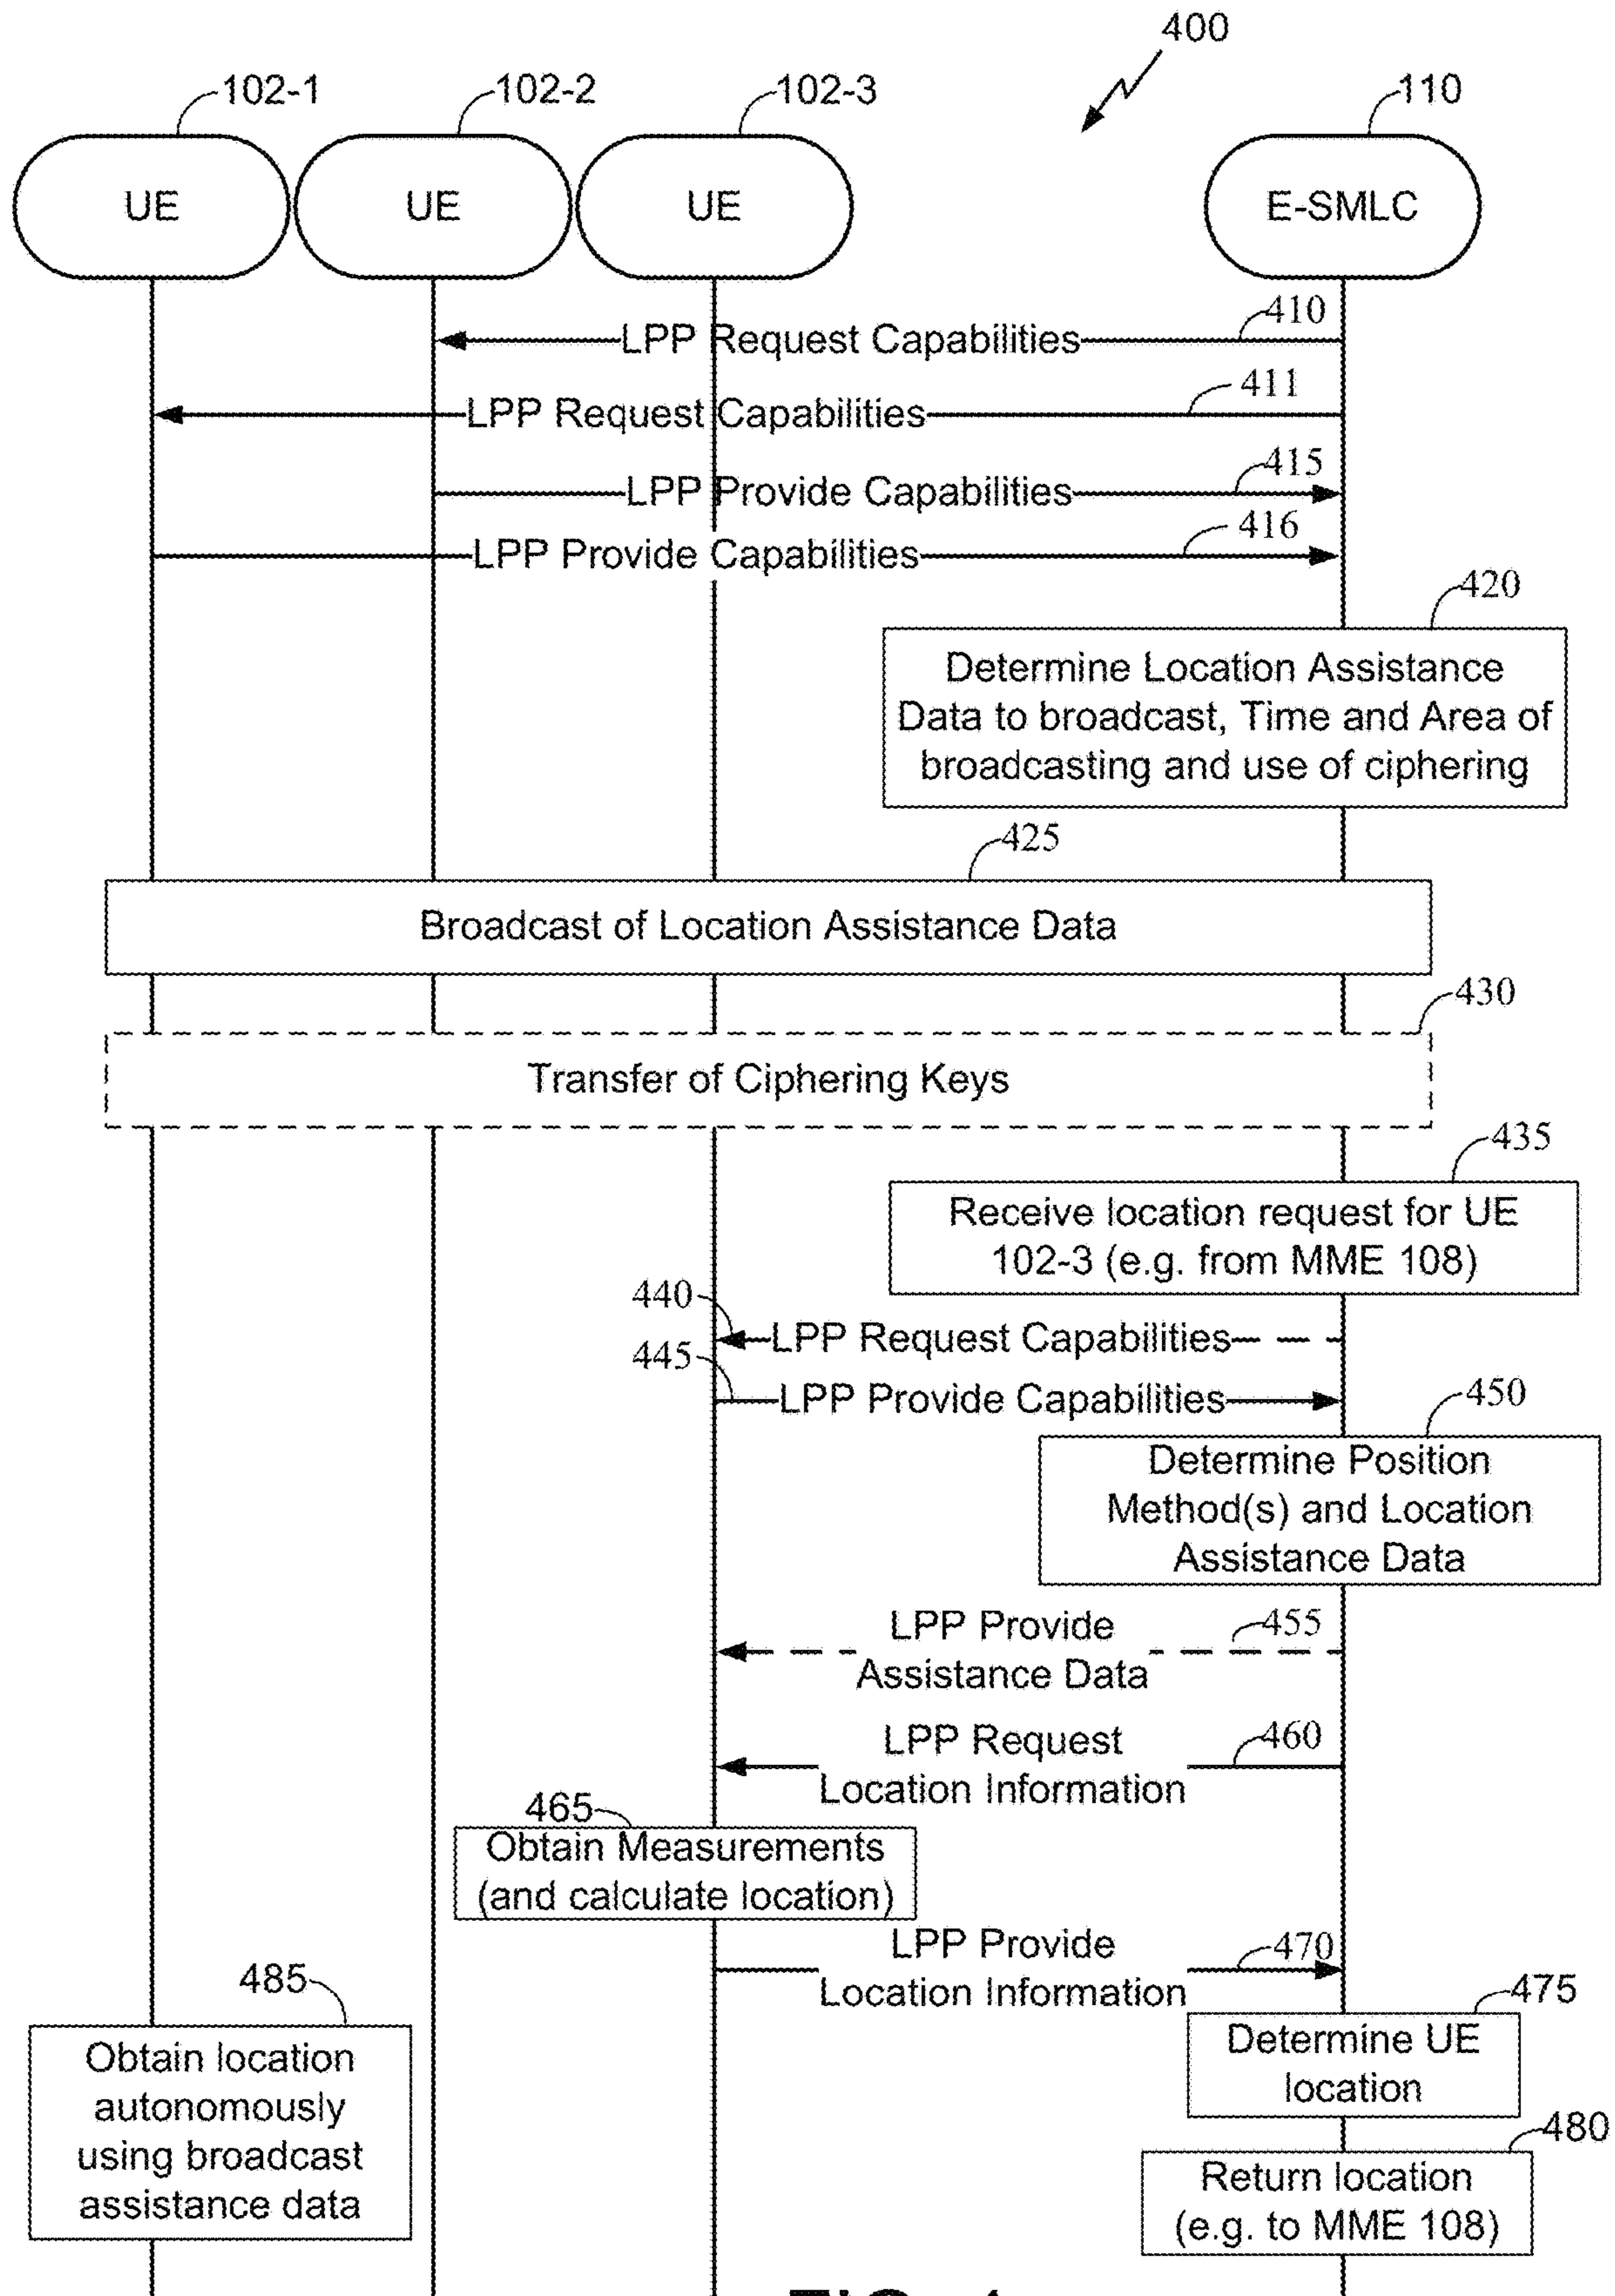 400
102-1
102-2
102-3
110
UE
UE
UE
E-SMLC
410
LPP Request Capabilities
411
LPP Request Capabilities
415
LPP Provide Capabilities
416
LPP Provide Capabilities
420
Determine Location Assistance
Data to broadcast, Time and Area of
broadcasting and use of ciphering
425
Broadcast of Location Assistance Data
430
Transfer of Ciphering Keys
435
Receive location request for UE
102-3 (e.g. from MME 108)
440
LPP Request Capabilities
445
LPP Provide Capabilities
450
Determine Position
Method(s) and Location
Assistance Data
455
LPP Provide
Assistance Data
460
LPP Request
Location Information
465
Obtain Measurements
(and calculate location)
470
LPP Provide
Location Information
475
Determine UE
location
480
Return location
(e.g. to MME 108)
485
Obtain location
autonomously
using broadcast
assistance data